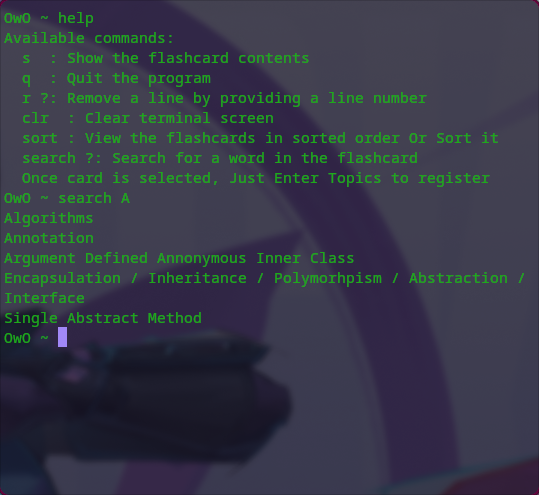 OwO ~ help
Available commands:
  s  : Show the flashcard contents
  q  : Quit the program
  r ?: Remove a line by providing a line number
  clr  : Clear terminal screen
  sort : View the flashcards in sorted order Or Sort it
  search ?: Search for a word in the flashcard
  Once card is selected, Just Enter Topics to register
OwO ~ search A
Algorithms
Annotation
Argument Defined Annonymous Inner Class
Encapsulation / Inheritance / Polymorhpism / Abstraction /
Interface
Single Abstract Method
OwO ~